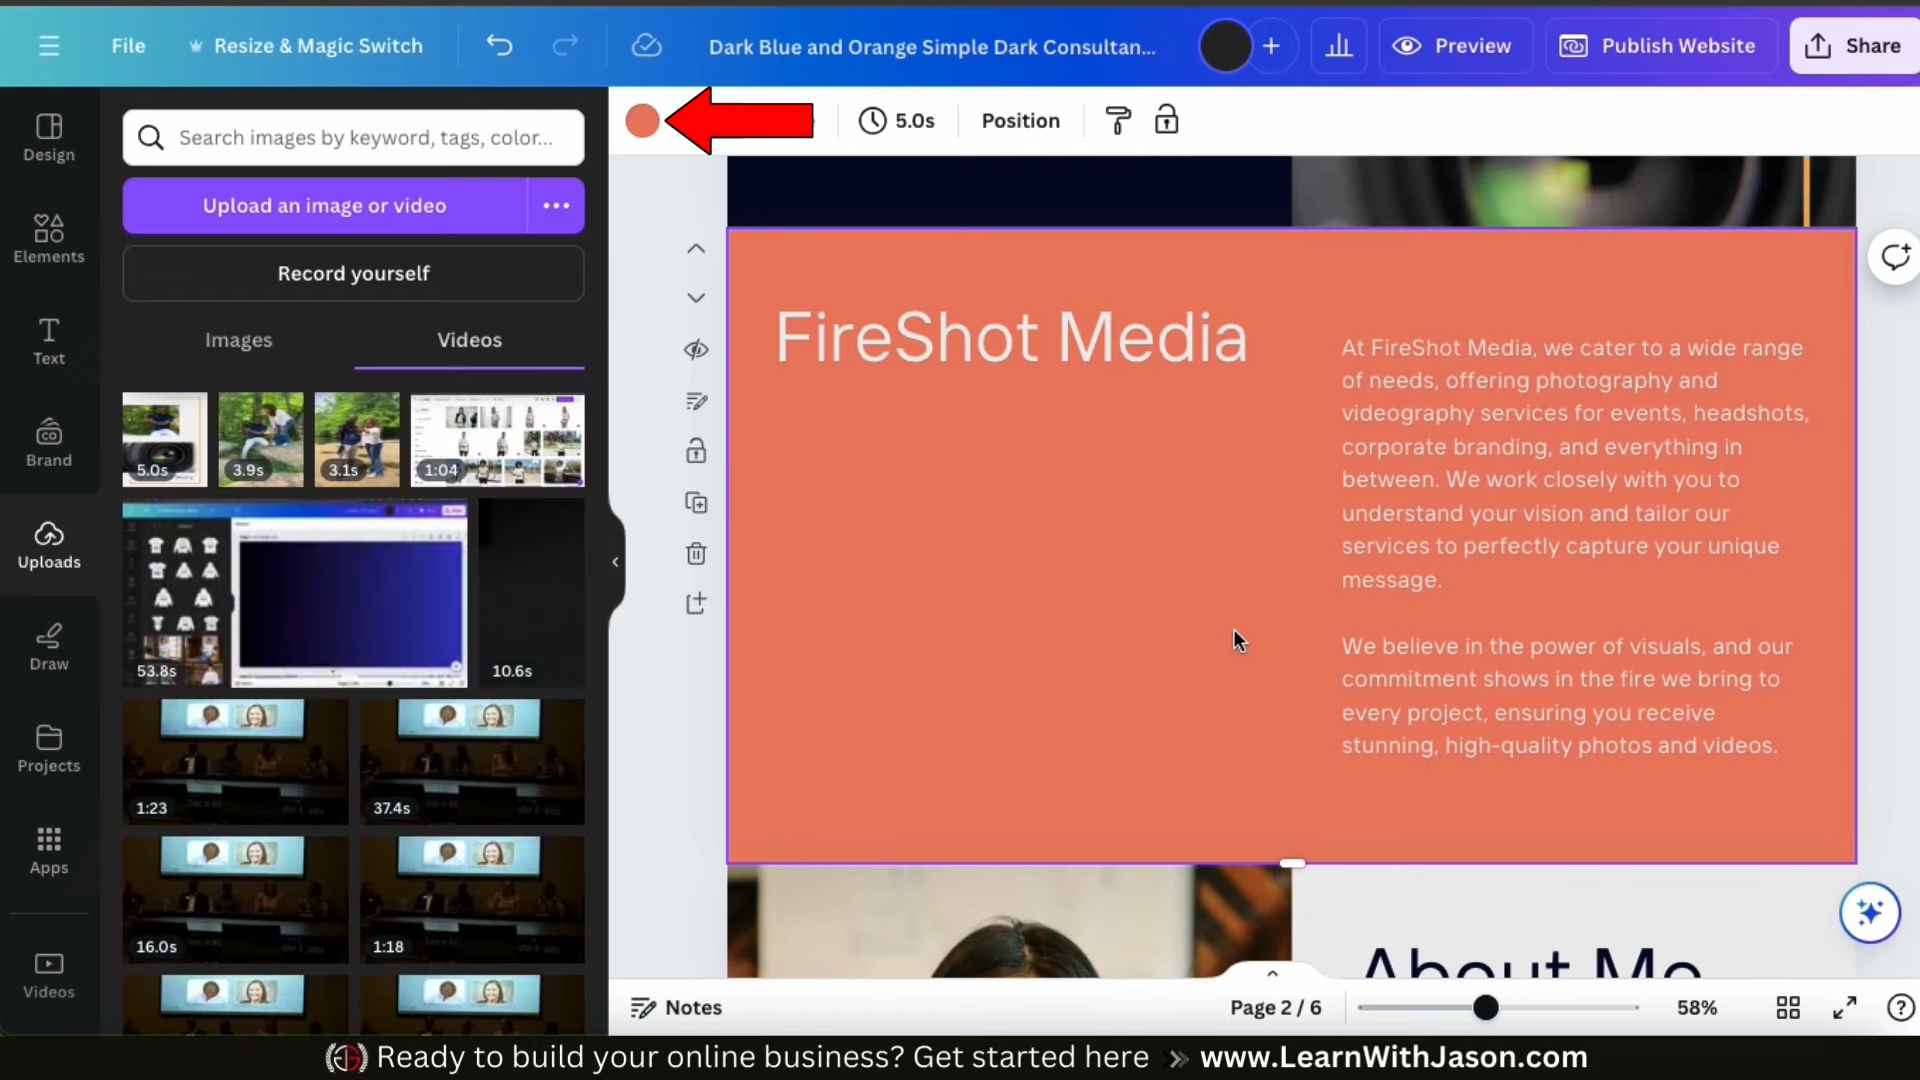 File
Resize & Magic Switch
Dark Blue and Orange Simple Dark Consultan...
Preview
Publish Website
Share
Design
Elements
Text
Brand
Uploads
Draw
Projects
Apps
Videos
Search images by keyword, tags, color...
Upload an image or video
Record yourself
Images
Videos
5.0s
3.9s
3.1s
1:04
53.8s
10.6s
1:23
37.4s
16.0s
1:18
5.0s
Position
FireShot Media
At FireShot Media, we cater to a wide range
of needs, offering photography and
videography services for events, headshots,
corporate branding, and everything in
between. We work closely with you to
understand your vision and tailor our
services to perfectly capture your unique
message.
We believe in the power of visuals, and our
commitment shows in the fire we bring to
every project, ensuring you receive
stunning, high-quality photos and videos.
About Me
Notes
Page 2 / 6
58%
Ready to build your online business? Get started here
www.LearnWithJason.com